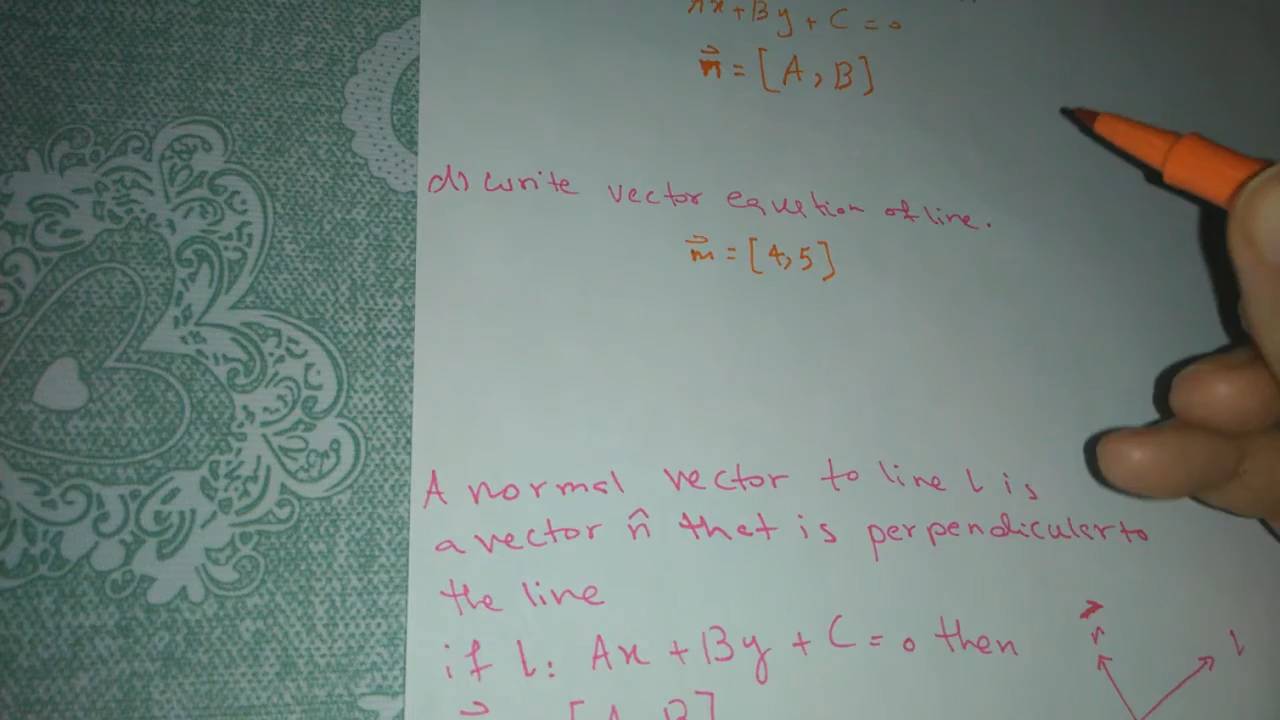 Ax + By + C = 0
m⃗ = [A, B]
d) write vector equation of line.
m⃗ = [4, 5]
A normal vector to line l is
a vector n̂ that is perpendicular to
the line
if l: Ax + By + C = 0 then
[A, B]
n⃗
l